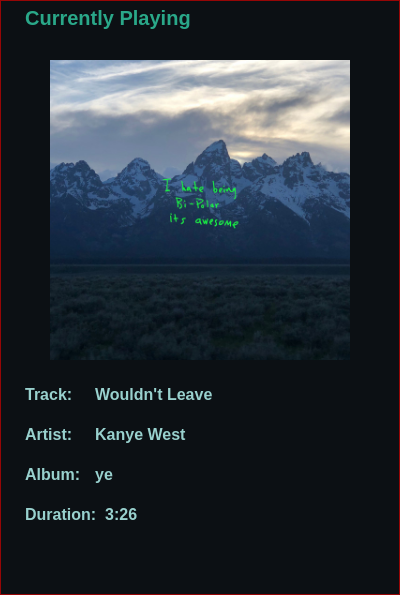 Currently Playing
I hate being
Bi-Polar
its awesome
Track: Wouldn't Leave
Artist: Kanye West
Album: ye
Duration: 3:26